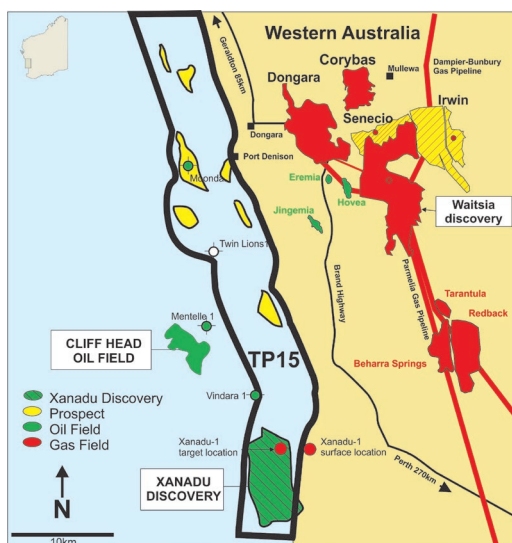 Western Australia
Geraldton 85km
Corybas
Mullewa
Dampier-Bunbury
Gas Pipeline
Dongara
Senecio
Irwin
Dongara
Port Denison
Moonda
Eremia
Hovea
Jingemia
Waitsia
discovery
Twin Lions1
Brand Highway
Parmelia Gas Pipeline
Tarantula
Redback
Mentelle 1
CLIFF HEAD
OIL FIELD
TP15
Beharra Springs
Vindara 1
Xanadu Discovery
Prospect
Oil Field
Gas Field
Xanadu-1
target location
Xanadu-1
surface location
XANADU
DISCOVERY
Perth 270km
N
10km